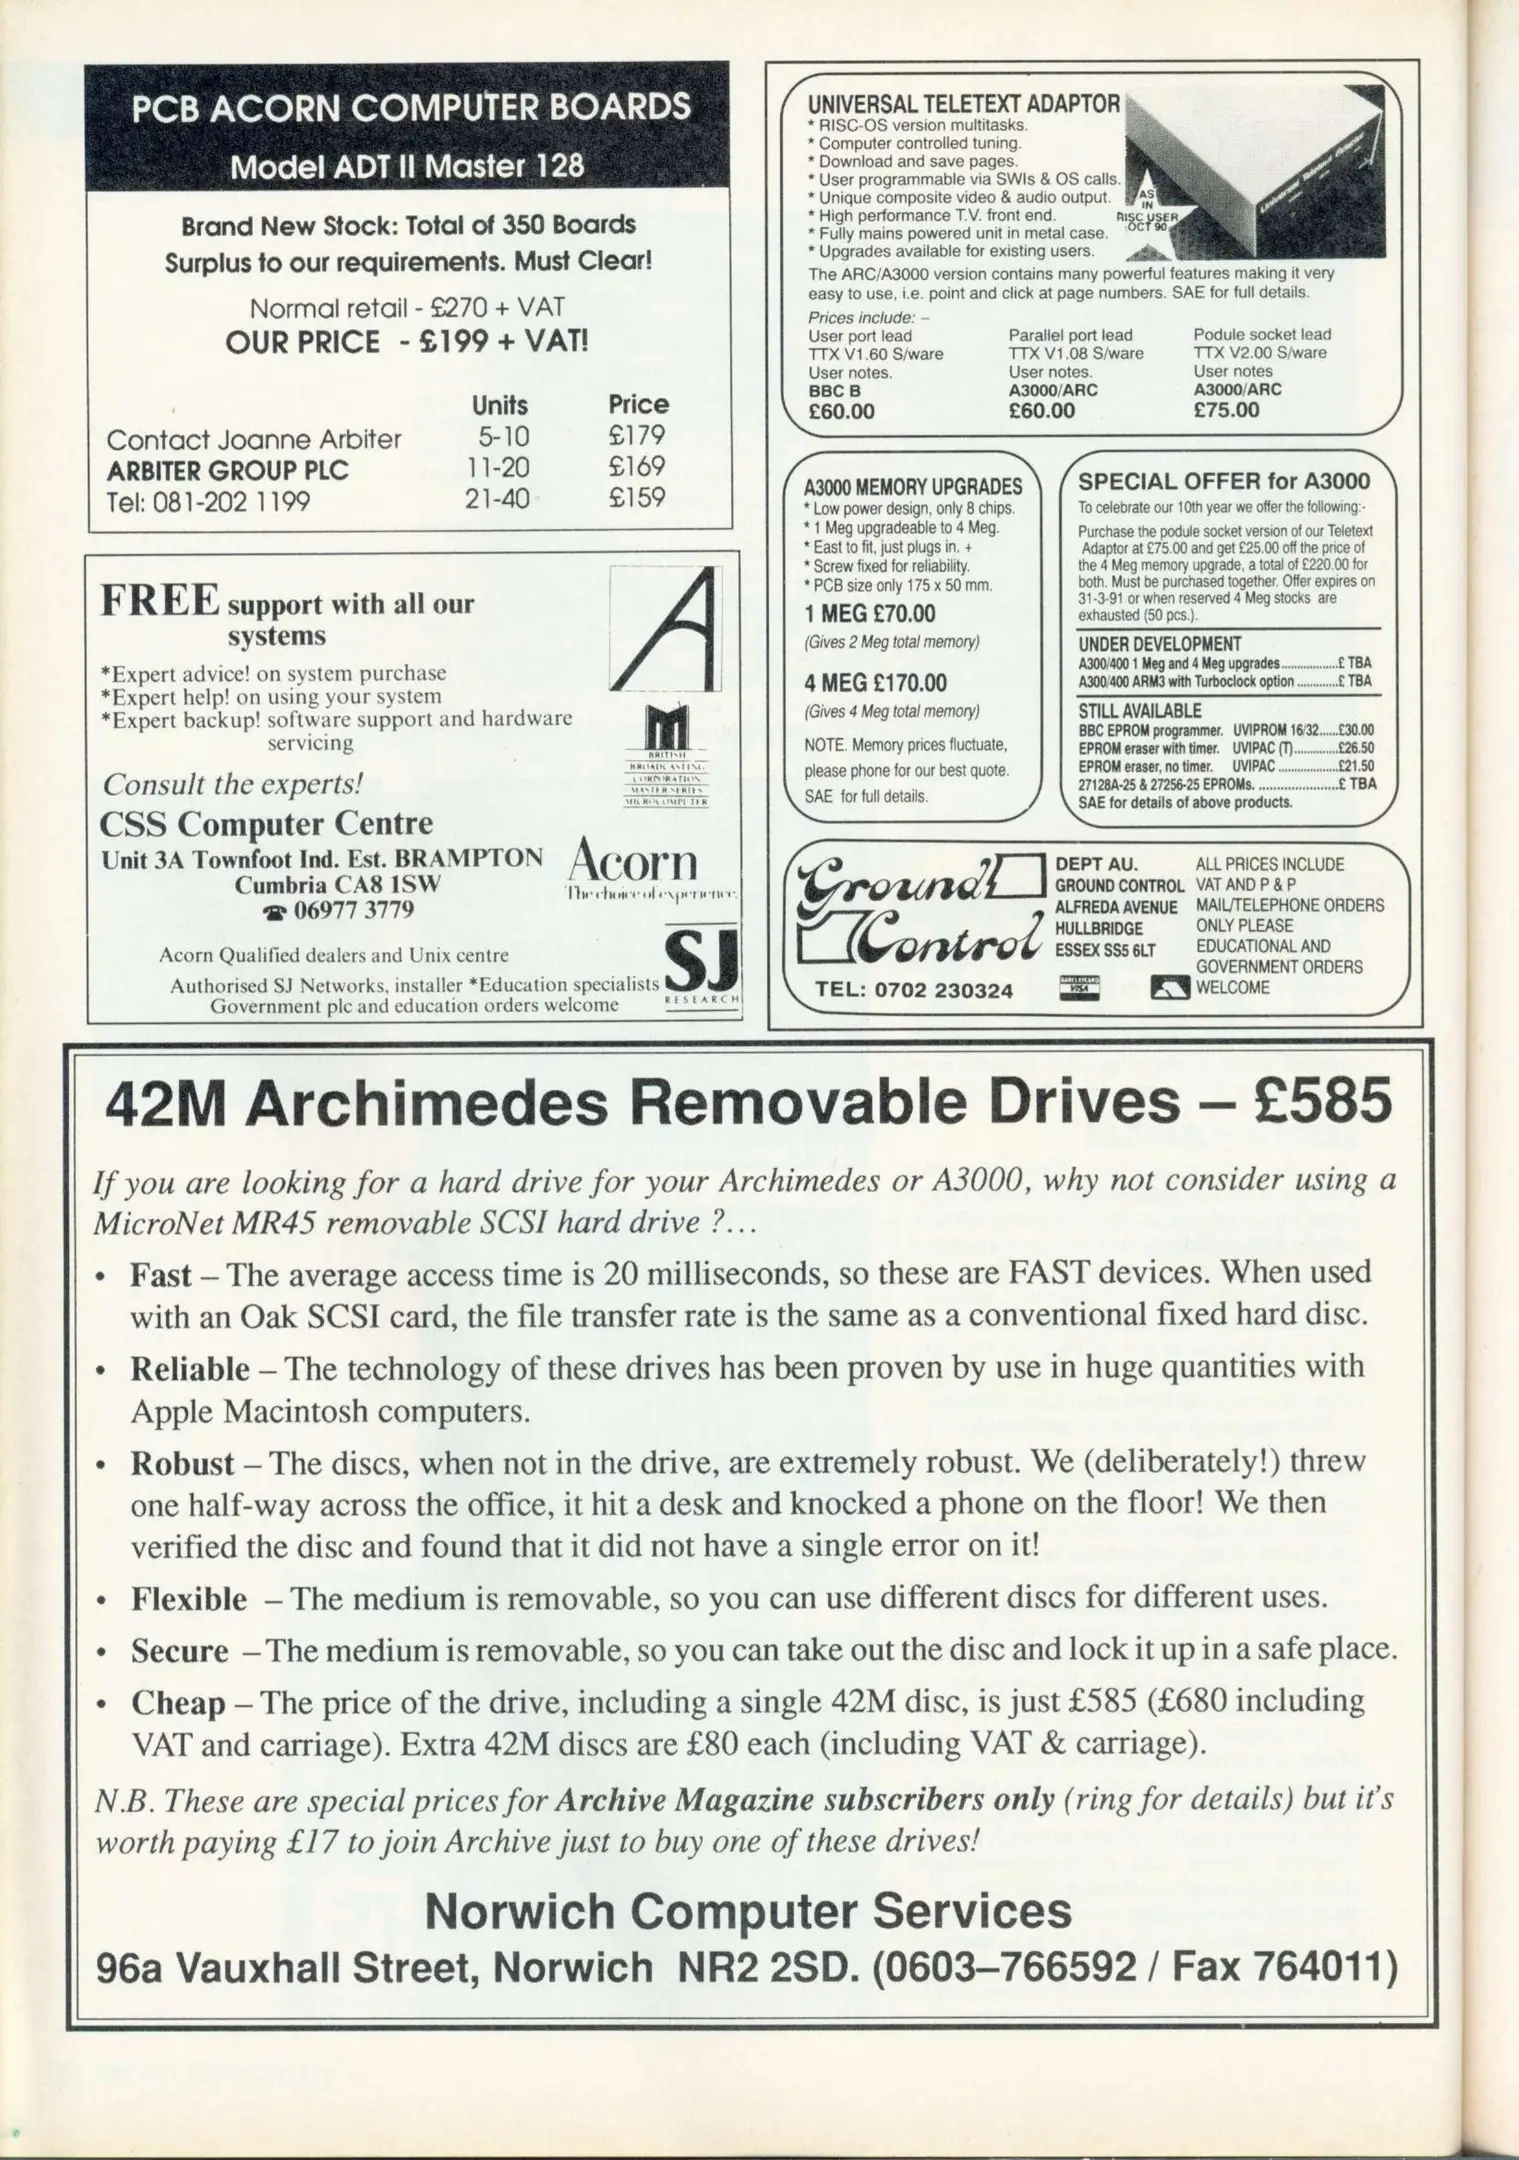 PCB ACORN COMPUTER BOARDS
Model ADT II Master 128
Brand New Stock: Total of 350 Boards
Surplus to our requirements. Must Clear!
Normal retail - £270 + VAT
OUR PRICE - £199 + VAT!
Units Price
Contact Joanne Arbiter 5-10 £179
ARBITER GROUP PLC 11-20 £169
Tel: 081-202 1199 21-40 £159
FREE support with all our
systems
*Expert advice! on system purchase
*Expert help! on using your system
*Expert backup! software support and hardware
servicing
Consult the experts!
CSS Computer Centre
Unit 3A Townfoot Ind. Est. BRAMPTON
Cumbria CA8 1SW
☎ 06977 3779
Acorn Qualified dealers and Unix centre
Authorised SJ Networks, installer *Education specialists
Government plc and education orders welcome
A
M
BRITISH
BROADCASTING
CORPORATION
MASTER SERIES
MICROCOMPUTER
Acorn
The choice of experience.
SJ
RESEARCH
UNIVERSAL TELETEXT ADAPTOR
* RISC-OS version multitasks.
* Computer controlled tuning.
* Download and save pages.
* User programmable via SWIs & OS calls.
* Unique composite video & audio output.
* High performance T.V. front end.
* Fully mains powered unit in metal case.
* Upgrades available for existing users.
AS
IN
RISC USER
OCT 90
Universal Teletext Adaptor
The ARC/A3000 version contains many powerful features making it very
easy to use, i.e. point and click at page numbers. SAE for full details.
Prices include: –
User port lead Parallel port lead Podule socket lead
TTX V1.60 S/ware TTX V1.08 S/ware TTX V2.00 S/ware
User notes. User notes. User notes
BBC B A3000/ARC A3000/ARC
£60.00 £60.00 £75.00
A3000 MEMORY UPGRADES
* Low power design, only 8 chips.
* 1 Meg upgradeable to 4 Meg.
* East to fit, just plugs in. +
* Screw fixed for reliability.
* PCB size only 175 x 50 mm.
1 MEG £70.00
(Gives 2 Meg total memory)
4 MEG £170.00
(Gives 4 Meg total memory)
NOTE. Memory prices fluctuate,
please phone for our best quote.
SAE for full details.
SPECIAL OFFER for A3000
To celebrate our 10th year we offer the following:-
Purchase the podule socket version of our Teletext
Adaptor at £75.00 and get £25.00 off the price of
the 4 Meg memory upgrade, a total of £220.00 for
both. Must be purchased together. Offer expires on
31-3-91 or when reserved 4 Meg stocks are
exhausted (50 pcs.).
UNDER DEVELOPMENT
A300/400 1 Meg and 4 Meg upgrades.................£ TBA
A300/400 ARM3 with Turboclock option ............£ TBA
STILL AVAILABLE
BBC EPROM programmer. UVIPROM 16/32......£30.00
EPROM eraser with timer. UVIPAC (T).............£26.50
EPROM eraser, no timer. UVIPAC ..................£21.50
27128A-25 & 27256-25 EPROMs. .......................£ TBA
SAE for details of above products.
Ground
Control
TEL: 0702 230324
DEPT AU.
GROUND CONTROL
ALFREDA AVENUE
HULLBRIDGE
ESSEX SS5 6LT
BARCLAYCARD
VISA
ALL PRICES INCLUDE
VAT AND P & P
MAIL/TELEPHONE ORDERS
ONLY PLEASE
EDUCATIONAL AND
GOVERNMENT ORDERS
WELCOME
42M Archimedes Removable Drives – £585
If you are looking for a hard drive for your Archimedes or A3000, why not consider using a
MicroNet MR45 removable SCSI hard drive ?...
• Fast – The average access time is 20 milliseconds, so these are FAST devices. When used
with an Oak SCSI card, the file transfer rate is the same as a conventional fixed hard disc.
• Reliable – The technology of these drives has been proven by use in huge quantities with
Apple Macintosh computers.
• Robust – The discs, when not in the drive, are extremely robust. We (deliberately!) threw
one half-way across the office, it hit a desk and knocked a phone on the floor! We then
verified the disc and found that it did not have a single error on it!
• Flexible – The medium is removable, so you can use different discs for different uses.
• Secure – The medium is removable, so you can take out the disc and lock it up in a safe place.
• Cheap – The price of the drive, including a single 42M disc, is just £585 (£680 including
VAT and carriage). Extra 42M discs are £80 each (including VAT & carriage).
N.B. These are special prices for Archive Magazine subscribers only (ring for details) but it's
worth paying £17 to join Archive just to buy one of these drives!
Norwich Computer Services
96a Vauxhall Street, Norwich NR2 2SD. (0603–766592 / Fax 764011)